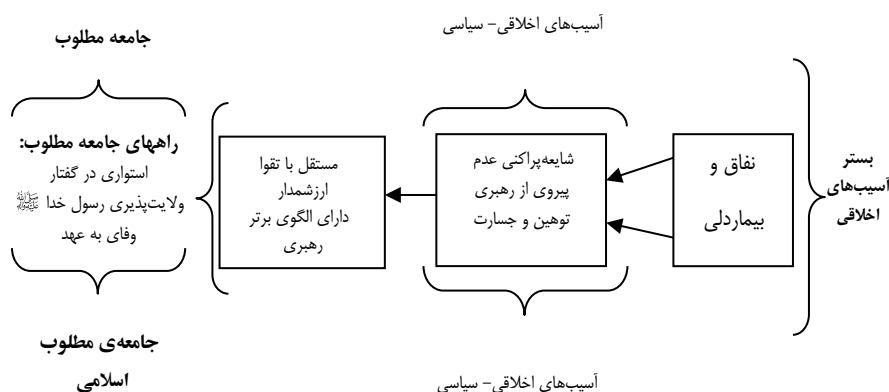 بستر
آسیب‌های
اخلاقی
نفاق و
بیماردلی
آسیب‌های اخلاقی– سیاسی
شایعه‌پراکنی عدم
پیروی از رهبری
توهین و جسارت
آسیب‌های اخلاقی– سیاسی
مستقل با تقوا
ارزشمدار
دارای الگوی برتر
رهبری
جامعه مطلوب
راههای جامعه مطلوب:
استواری در گفتار
ولایت‌پذیری رسول خدا ﷺ
وفای به عهد
جامعه‌ی مطلوب
اسلامی